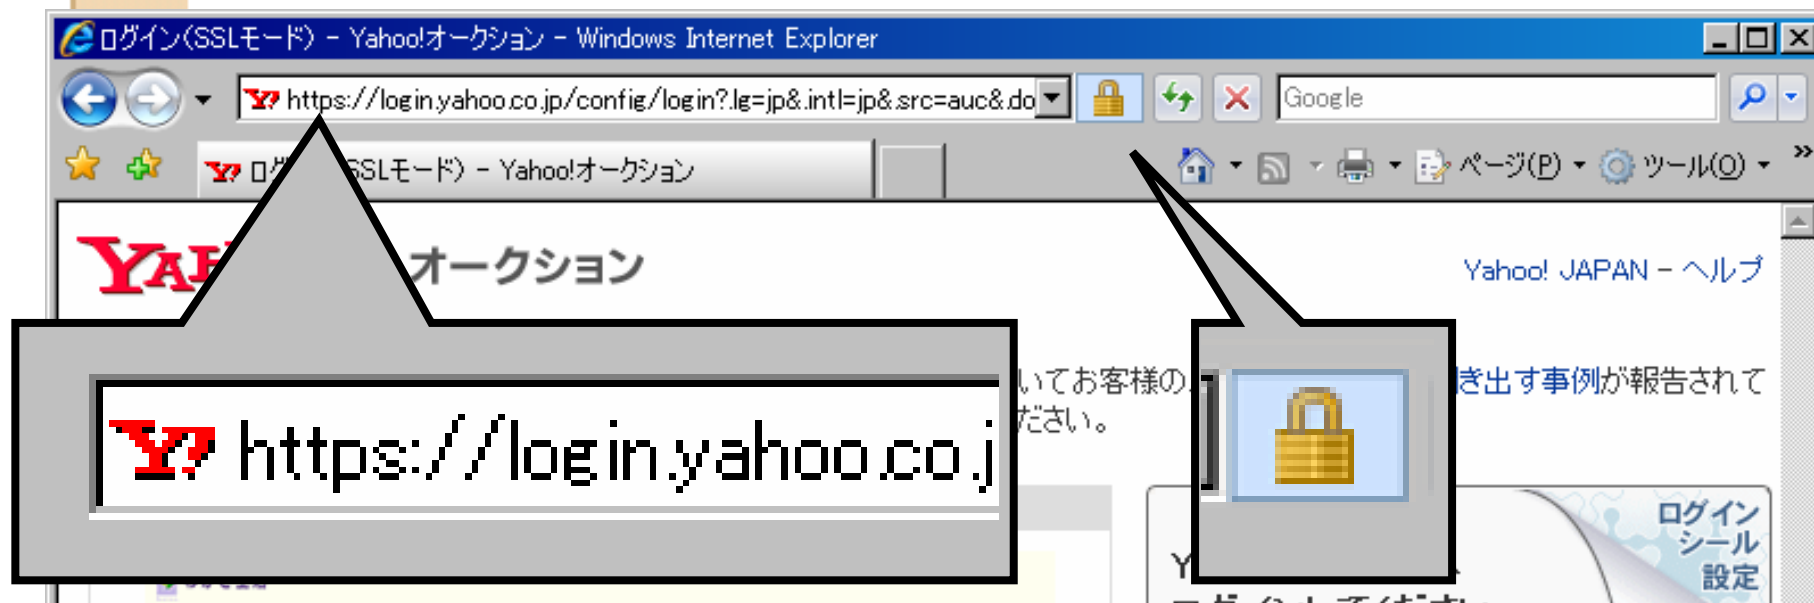 ログイン(SSLモード) - Yahoo!オークション - Windows Internet Explorer
https://login.yahoo.co.jp/config/login?.lg=jp&.intl=jp&.src=auc&.do
Google
SSLモード) - Yahoo!オークション
ページ(P)
ツール(O)
オークション
Yahoo! JAPAN - ヘルプ
いてお客様の
き出す事例が報告されて
ださい。
https://login.yahoo.co.j
ログイン
シール
設定